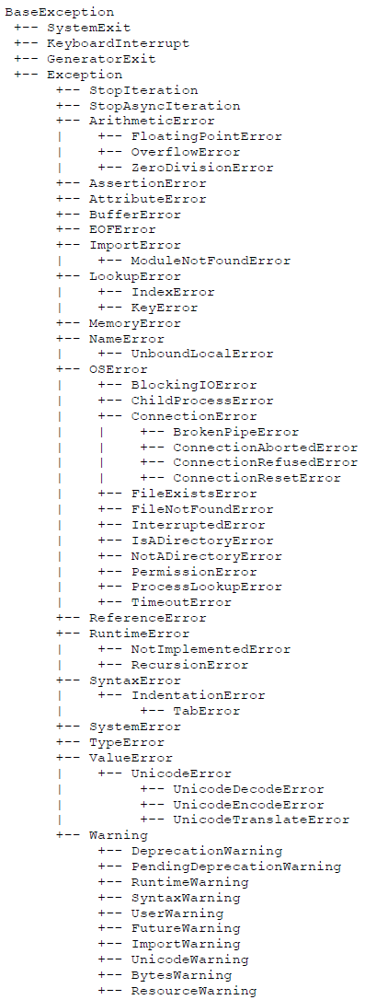 BaseException
 +-- SystemExit
 +-- KeyboardInterrupt
 +-- GeneratorExit
 +-- Exception
      +-- StopIteration
      +-- StopAsyncIteration
      +-- ArithmeticError
      |    +-- FloatingPointError
      |    +-- OverflowError
      |    +-- ZeroDivisionError
      +-- AssertionError
      +-- AttributeError
      +-- BufferError
      +-- EOFError
      +-- ImportError
      |    +-- ModuleNotFoundError
      +-- LookupError
      |    +-- IndexError
      |    +-- KeyError
      +-- MemoryError
      +-- NameError
      |    +-- UnboundLocalError
      +-- OSError
      |    +-- BlockingIOError
      |    +-- ChildProcessError
      |    +-- ConnectionError
      |    |    +-- BrokenPipeError
      |    |    +-- ConnectionAbortedError
      |    |    +-- ConnectionRefusedError
      |    |    +-- ConnectionResetError
      |    +-- FileExistsError
      |    +-- FileNotFoundError
      |    +-- InterruptedError
      |    +-- IsADirectoryError
      |    +-- NotADirectoryError
      |    +-- PermissionError
      |    +-- ProcessLookupError
      |    +-- TimeoutError
      +-- ReferenceError
      +-- RuntimeError
      |    +-- NotImplementedError
      |    +-- RecursionError
      +-- SyntaxError
      |    +-- IndentationError
      |         +-- TabError
      +-- SystemError
      +-- TypeError
      +-- ValueError
      |    +-- UnicodeError
      |         +-- UnicodeDecodeError
      |         +-- UnicodeEncodeError
      |         +-- UnicodeTranslateError
      +-- Warning
           +-- DeprecationWarning
           +-- PendingDeprecationWarning
           +-- RuntimeWarning
           +-- SyntaxWarning
           +-- UserWarning
           +-- FutureWarning
           +-- ImportWarning
           +-- UnicodeWarning
           +-- BytesWarning
           +-- ResourceWarning